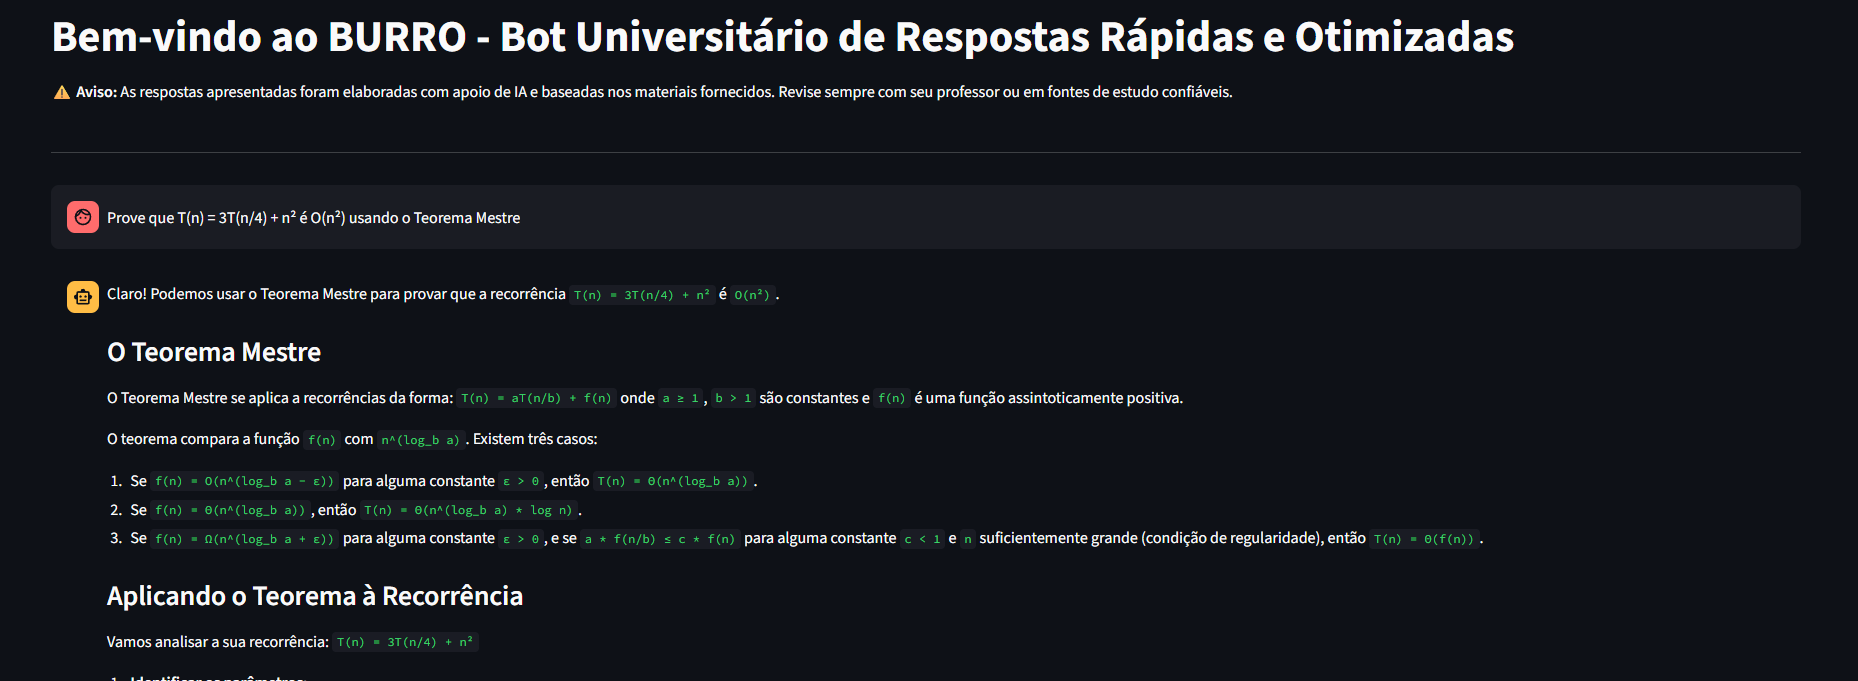 Bem-vindo ao BURRO - Bot Universitário de Respostas Rápidas e Otimizadas
⚠️ Aviso: As respostas apresentadas foram elaboradas com apoio de IA e baseadas nos materiais fornecidos. Revise sempre com seu professor ou em fontes de estudo confiáveis.
Prove que T(n) = 3T(n/4) + n² é O(n²) usando o Teorema Mestre
Claro! Podemos usar o Teorema Mestre para provar que a recorrência T(n) = 3T(n/4) + n² é O(n²).
O Teorema Mestre
O Teorema Mestre se aplica a recorrências da forma: T(n) = aT(n/b) + f(n) onde a ≥ 1, b > 1 são constantes e f(n) é uma função assintoticamente positiva.
O teorema compara a função f(n) com n^(log_b a). Existem três casos:
1. Se f(n) = O(n^(log_b a - ε)) para alguma constante ε > 0, então T(n) = Θ(n^(log_b a)).
2. Se f(n) = Θ(n^(log_b a)), então T(n) = Θ(n^(log_b a) * log n).
3. Se f(n) = Ω(n^(log_b a + ε)) para alguma constante ε > 0, e se a * f(n/b) ≤ c * f(n) para alguma constante c < 1 e n suficientemente grande (condição de regularidade), então T(n) = Θ(f(n)).
Aplicando o Teorema à Recorrência
Vamos analisar a sua recorrência: T(n) = 3T(n/4) + n²
1. Identificar os parâmetros: